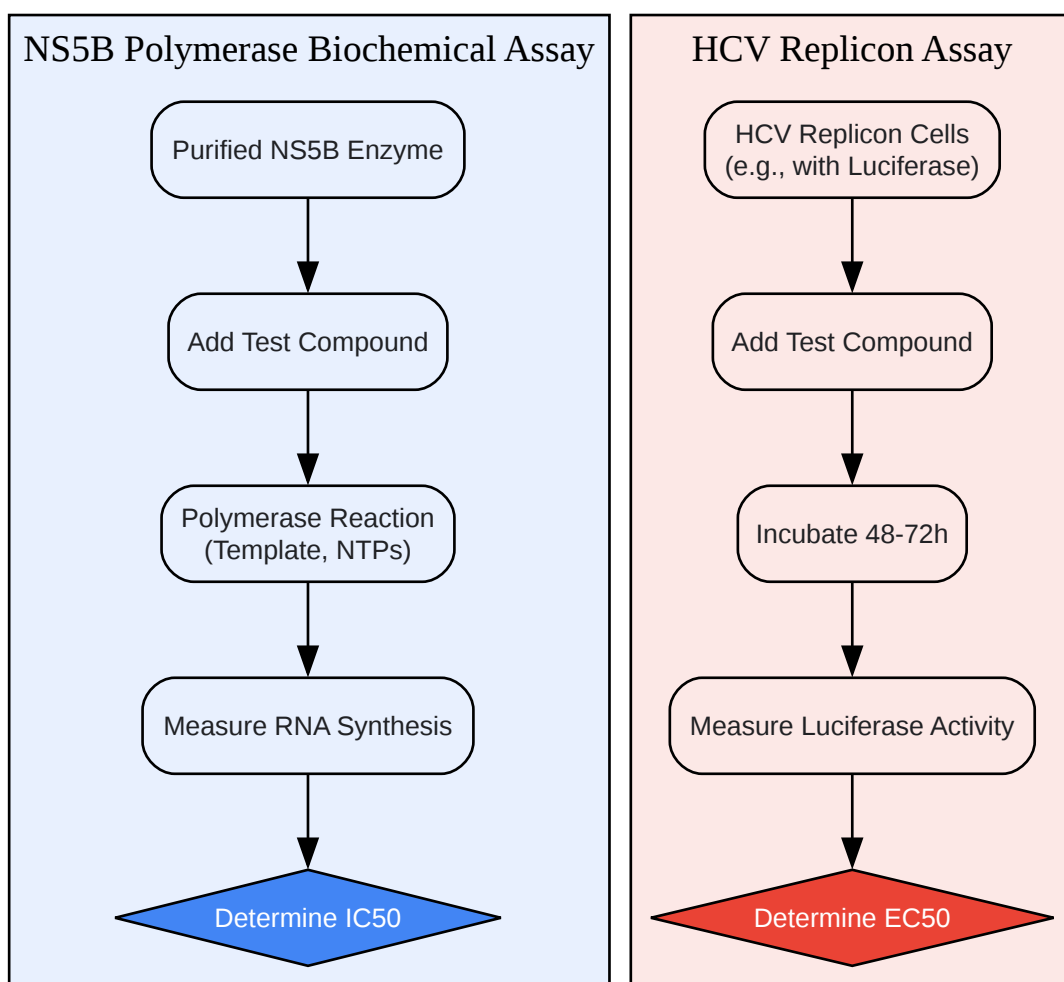 NS5B Polymerase Biochemical Assay
Purified NS5B Enzyme
Add Test Compound
Polymerase Reaction
(Template, NTPs)
Measure RNA Synthesis
Determine IC50
HCV Replicon Assay
HCV Replicon Cells
(e.g., with Luciferase)
Add Test Compound
Incubate 48-72h
Measure Luciferase Activity
Determine EC50